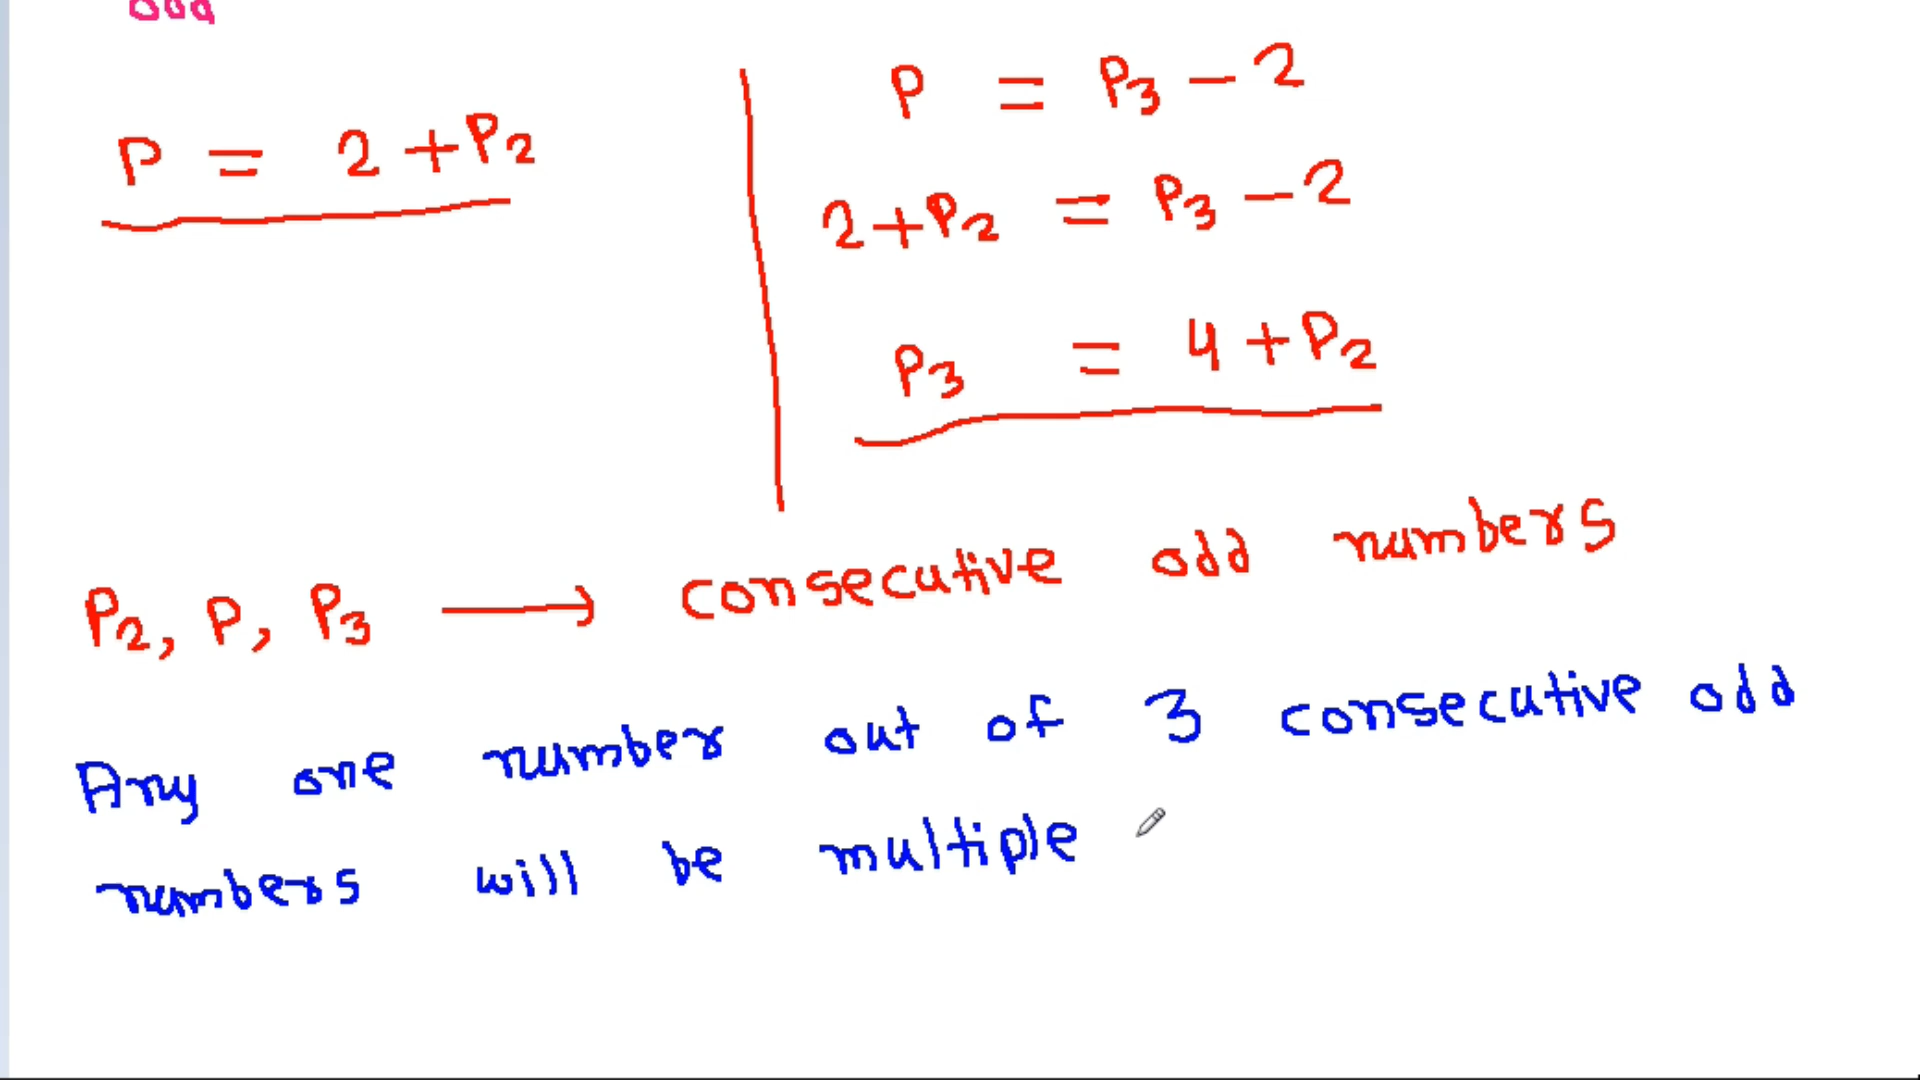 odd
P = 2 + P₂
P = P₃ - 2
2 + P₂ = P₃ - 2
P₃ = 4 + P₂
P₂, P, P₃ ⟶ consecutive odd numbers
Any one number out of 3 consecutive odd
numbers will be multiple